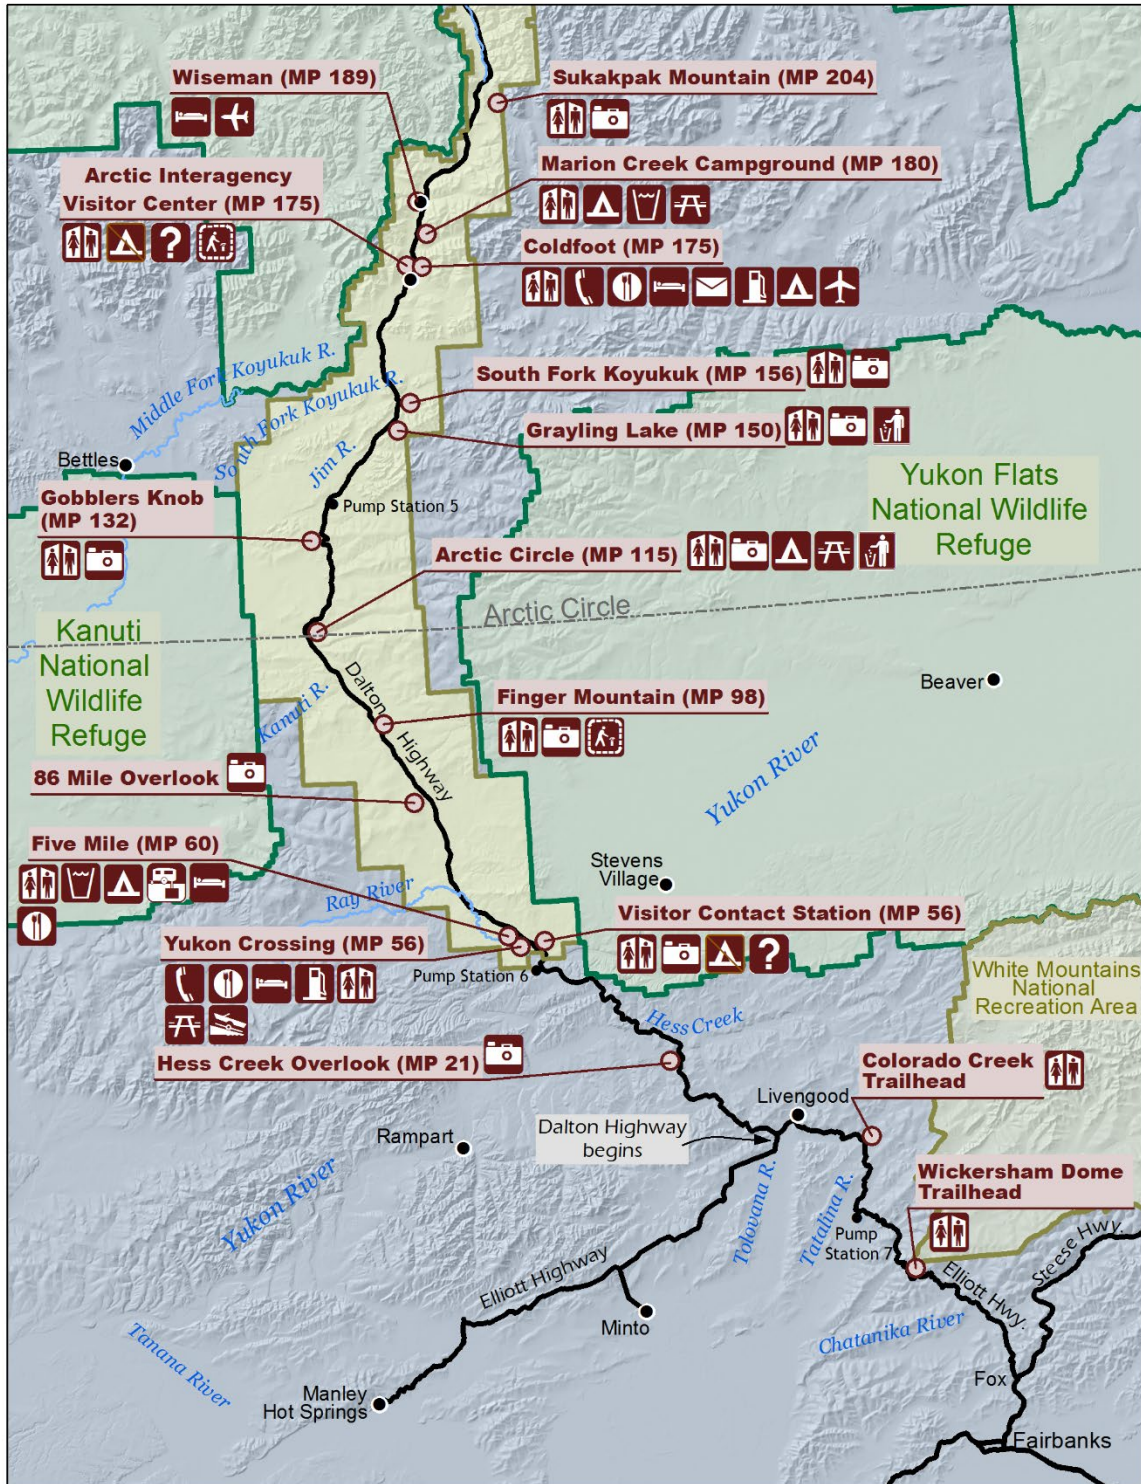 Wiseman (MP 189)
Sukakpak Mountain (MP 204)
Marion Creek Campground (MP 180)
Arctic Interagency
Visitor Center (MP 175)
?
Coldfoot (MP 175)
Middle Fork Koyukuk R.
South Fork Koyukuk R.
South Fork Koyukuk (MP 156)
Grayling Lake (MP 150)
Jim R.
Bettles
Pump Station 5
Gobblers Knob
(MP 132)
Yukon Flats
National Wildlife
Refuge
Arctic Circle (MP 115)
Arctic Circle
Kanuti
National
Wildlife
Refuge
Kanuti R.
Dalton
Highway
Finger Mountain (MP 98)
Beaver
Yukon River
86 Mile Overlook
Five Mile (MP 60)
Stevens
Village
Ray River
Visitor Contact Station (MP 56)
?
Yukon Crossing (MP 56)
Pump Station 6
White Mountains
National
Recreation Area
Hess Creek
Hess Creek Overlook (MP 21)
Colorado Creek
Trailhead
Livengood
Dalton Highway
begins
Rampart
Yukon River
Tolovana R.
Tatalina R.
Wickersham Dome
Trailhead
Pump
Station 7
Steese Hwy.
Elliott Highway
Elliott Hwy.
Minto
Chatanika River
Tanana River
Manley
Hot Springs
Fox
Fairbanks